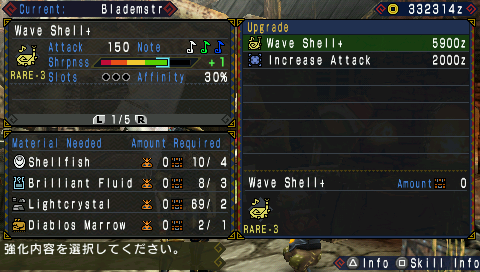 Current: Blademstr
332314z
Wave Shell+
Attack 150 Note
Shrpnss +1
RARE-3 Slots Affinity 30%
L 1/5 R
Material Needed Amount Required
Shellfish 0 10/ 4
Brilliant Fluid 0 8/ 3
Lightcrystal 0 69/ 2
Diablos Marrow 0 2/ 1
Upgrade
Wave Shell+ 5900z
Increase Attack 2000z
Wave Shell+ Amount 0
RARE-3
強化内容を選択してください。
△ Info □ Skill Info